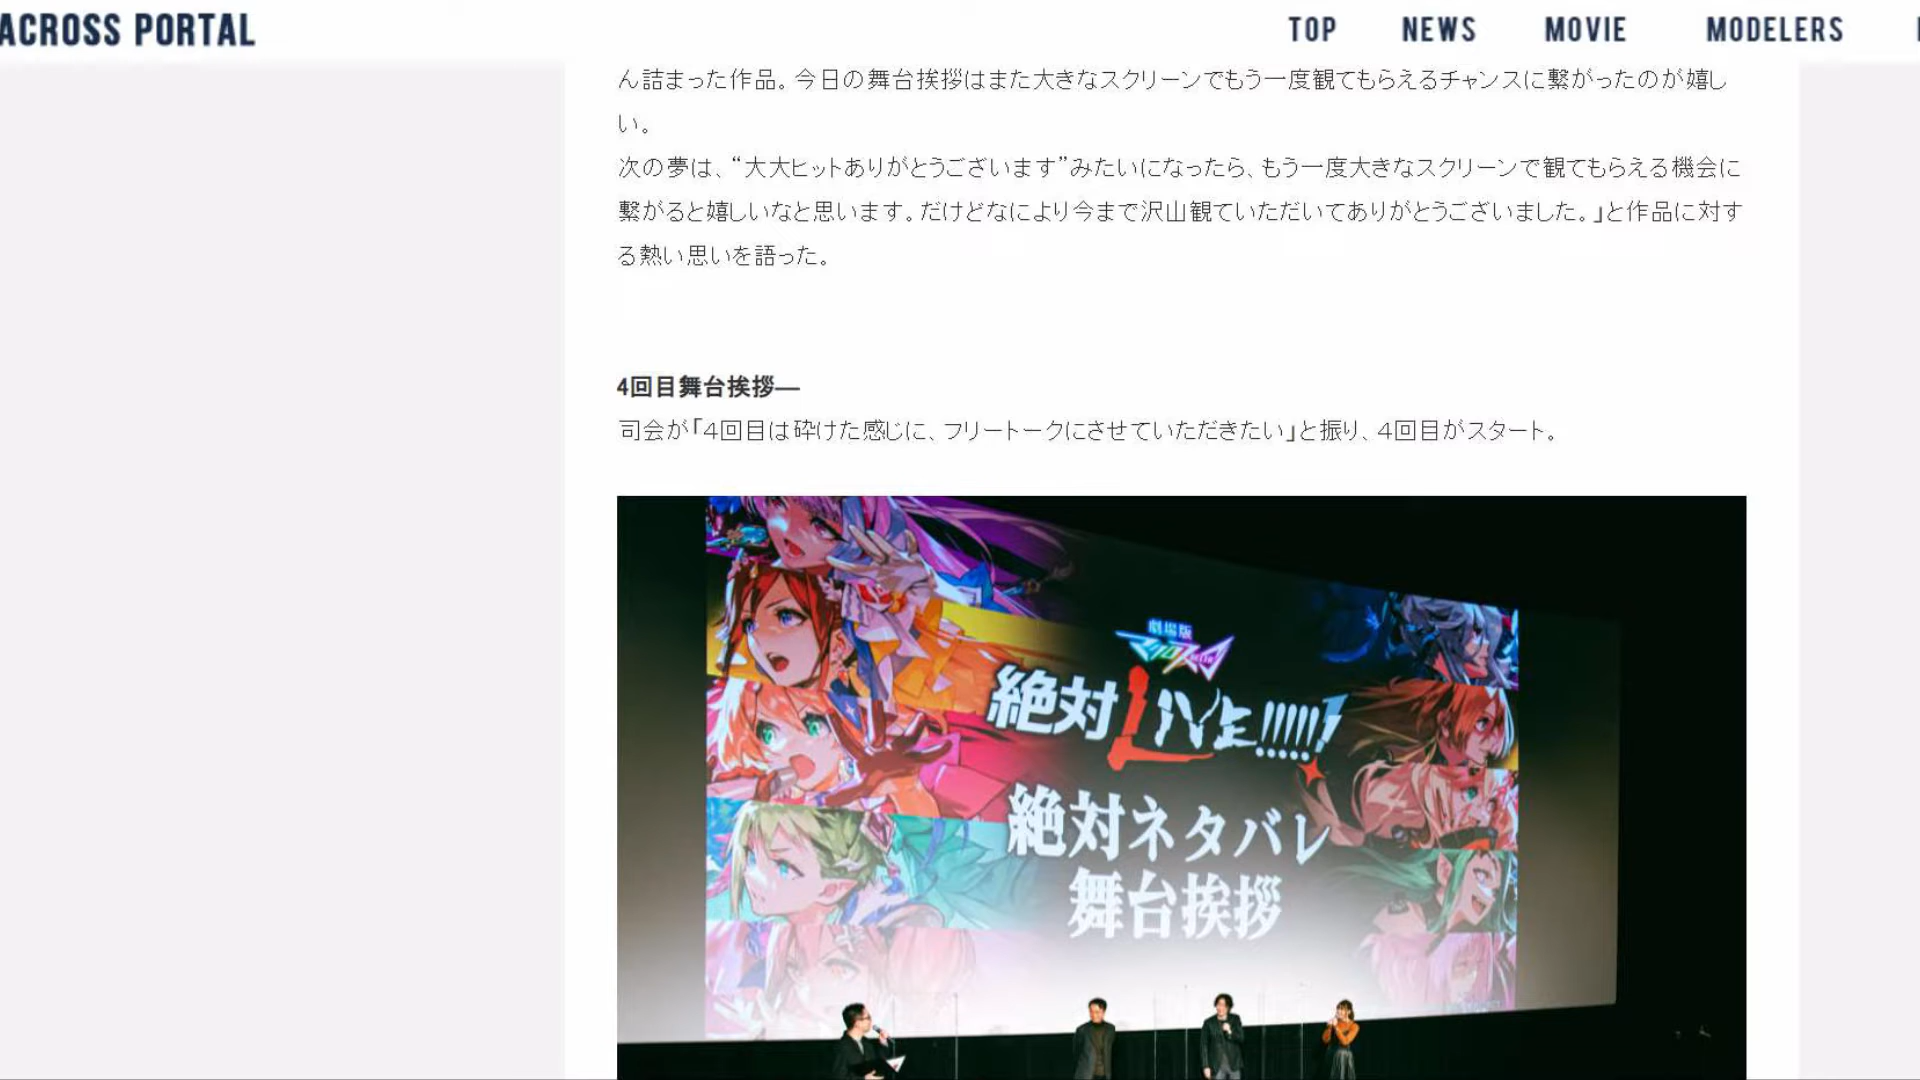 ACROSS PORTAL
TOP NEWS MOVIE MODELERS
ん詰まった作品。今日の舞台挨拶はまた大きなスクリーンでもう一度観てもらえるチャンスに繋がったのが嬉し
い。
次の夢は、“大大ヒットありがとうございます”みたいになったら、もう一度大きなスクリーンで観てもらえる機会に
繋がると嬉しいなと思います。だけどなにより今まで沢山観ていただいてありがとうございました。」と作品に対す
る熱い思いを語った。
4回目舞台挨拶―
司会が「4回目は砕けた感じに、フリートークにさせていただきたい」と振り、4回目がスタート。
劇場版
マクロスΔ
絶対LIVE!!!!!!
絶対ネタバレ
舞台挨拶